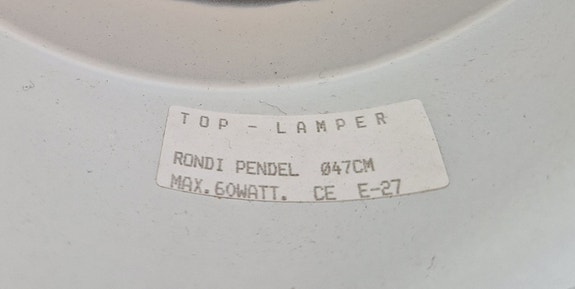 TOP - LAMPER
RONDI PENDEL Ø47CM
MAX.60WATT. CE E-27